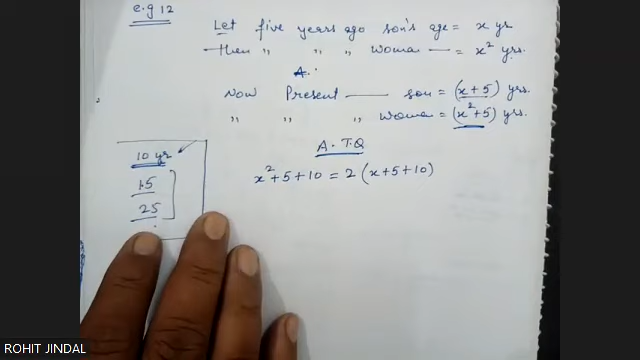 e.g 12
Let five years ago son's age = x yr
Then ,, ,, ,, woman — = x² yrs.
A.
Now Present — son = (x+5) yrs.
,, ,, ,, woman = (x²+5) yrs.
A.T.Q
x²+5+10 = 2(x+5+10)
10 yr
15
25
ROHIT JINDAL